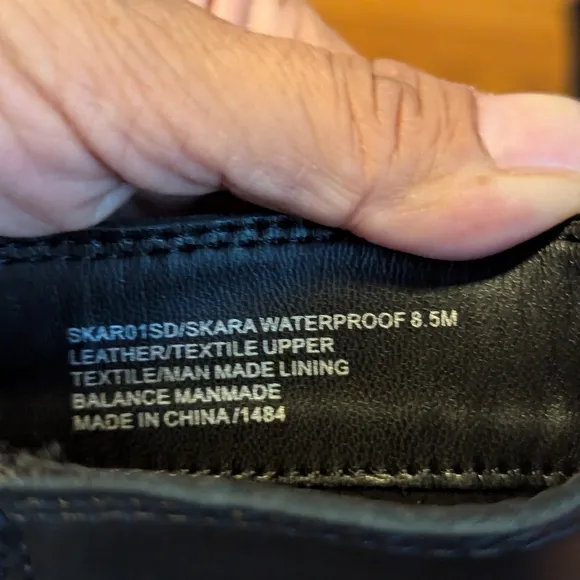 SKAR01SD/SKARA WATERPROOF 8.5M
LEATHER/TEXTILE UPPER
TEXTILE/MAN MADE LINING
BALANCE MANMADE
MADE IN CHINA/1484